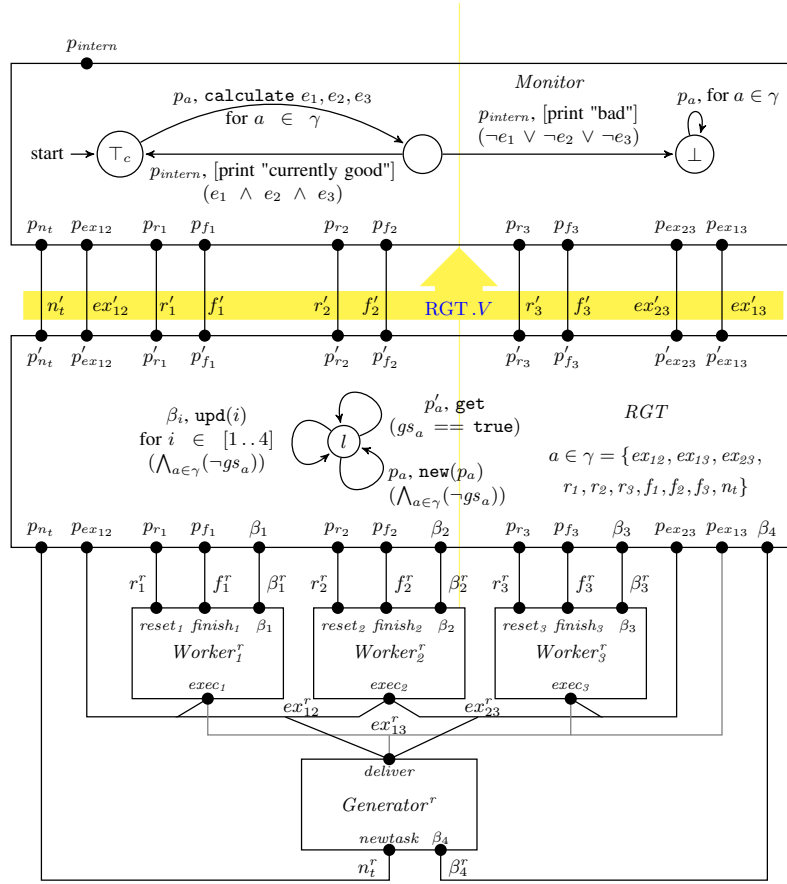 p_intern
Monitor
p_a, calculate e_1, e_2, e_3
for a ∈ γ
p_a, for a ∈ γ
p_intern, [print "bad"]
(¬e_1 ∨ ¬e_2 ∨ ¬e_3)
start
⊤_c
⊥
p_intern, [print "currently good"]
(e_1 ∧ e_2 ∧ e_3)
p_{n_t} p_{ex_12} p_{r_1} p_{f_1} p_{r_2} p_{f_2} p_{r_3} p_{f_3} p_{ex_23} p_{ex_13}
n′_t ex′_12 r′_1 f′_1 r′_2 f′_2 RGT.V r′_3 f′_3 ex′_23 ex′_13
p′_{n_t} p′_{ex_12} p′_{r_1} p′_{f_1} p′_{r_2} p′_{f_2} p′_{r_3} p′_{f_3} p′_{ex_23} p′_{ex_13}
β_i, upd(i)
for i ∈ [1..4]
(⋀_{a∈γ}(¬gs_a))
l
p′_a, get
(gs_a == true)
p_a, new(p_a)
(⋀_{a∈γ}(¬gs_a))
RGT
a ∈ γ = {ex_12, ex_13, ex_23,
r_1, r_2, r_3, f_1, f_2, f_3, n_t}
p_{n_t} p_{ex_12} p_{r_1} p_{f_1} β_1 p_{r_2} p_{f_2} β_2 p_{r_3} p_{f_3} β_3 p_{ex_23} p_{ex_13} β_4
r^r_1 f^r_1 β^r_1 r^r_2 f^r_2 β^r_2 r^r_3 f^r_3 β^r_3
reset_1 finish_1 β_1 reset_2 finish_2 β_2 reset_3 finish_3 β_3
Worker^r_1 Worker^r_2 Worker^r_3
exec_1 exec_2 exec_3
ex^r_12 ex^r_23
ex^r_13
deliver
Generator^r
newtask β_4
n^r_t β^r_4